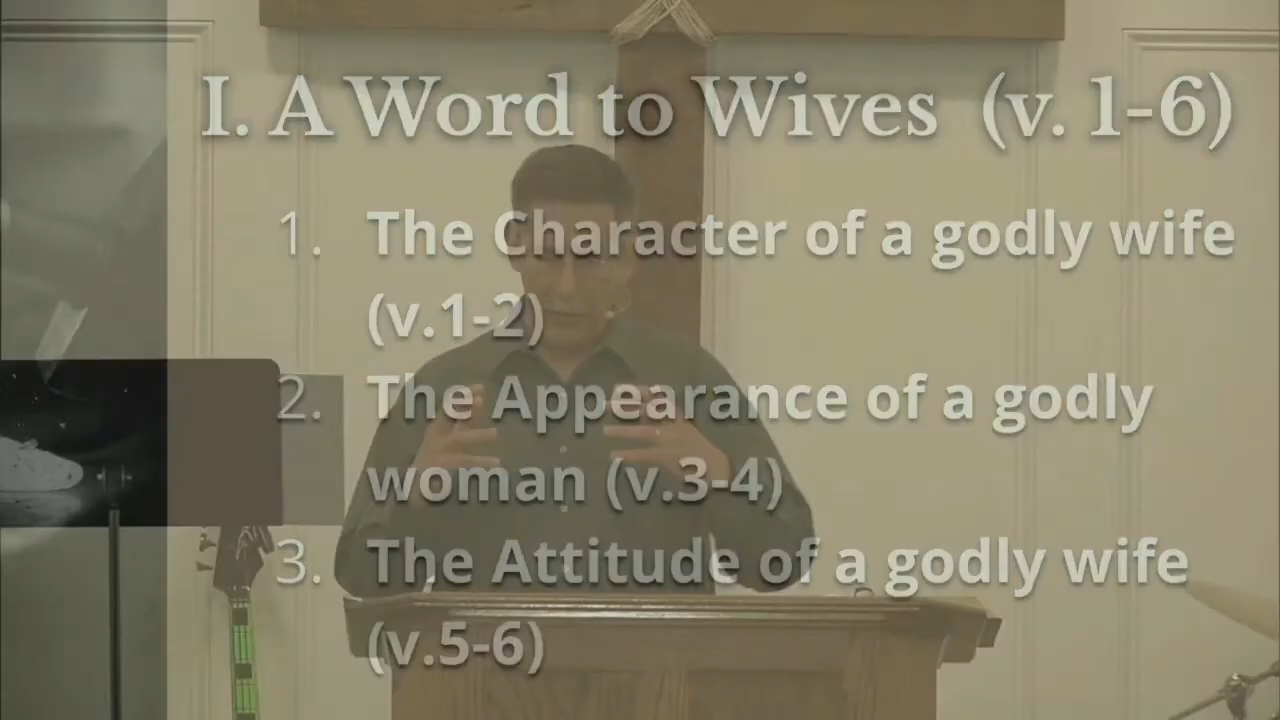 I. A Word to Wives (v. 1-6)
1. The Character of a godly wife
(v.1-2)
2. The Appearance of a godly
woman (v.3-4)
3. The Attitude of a godly wife
(v.5-6)